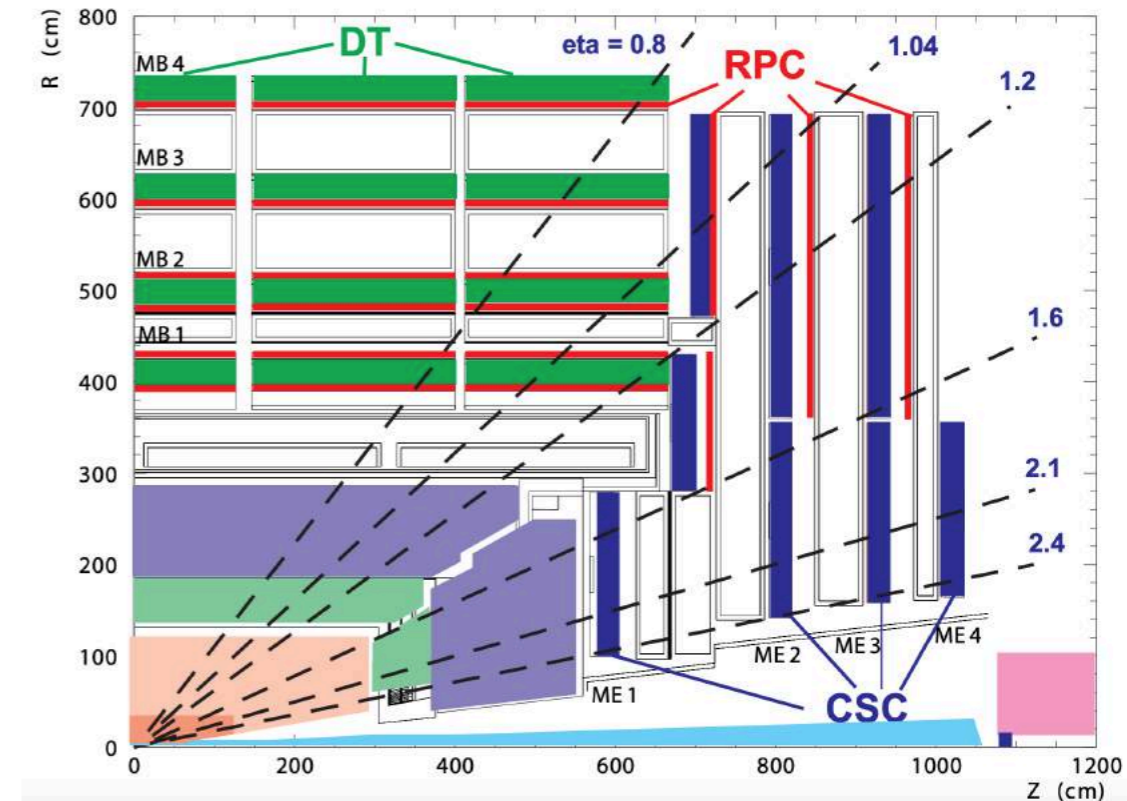 R (cm)
800
700
600
500
400
300
200
100
0
DT
eta = 0.8
1.04
RPC
1.2
MB 4
MB 3
MB 2
MB 1
1.6
2.1
2.4
ME 1
ME 2
ME 3
ME 4
CSC
0
200
400
600
800
1000
1200
Z (cm)